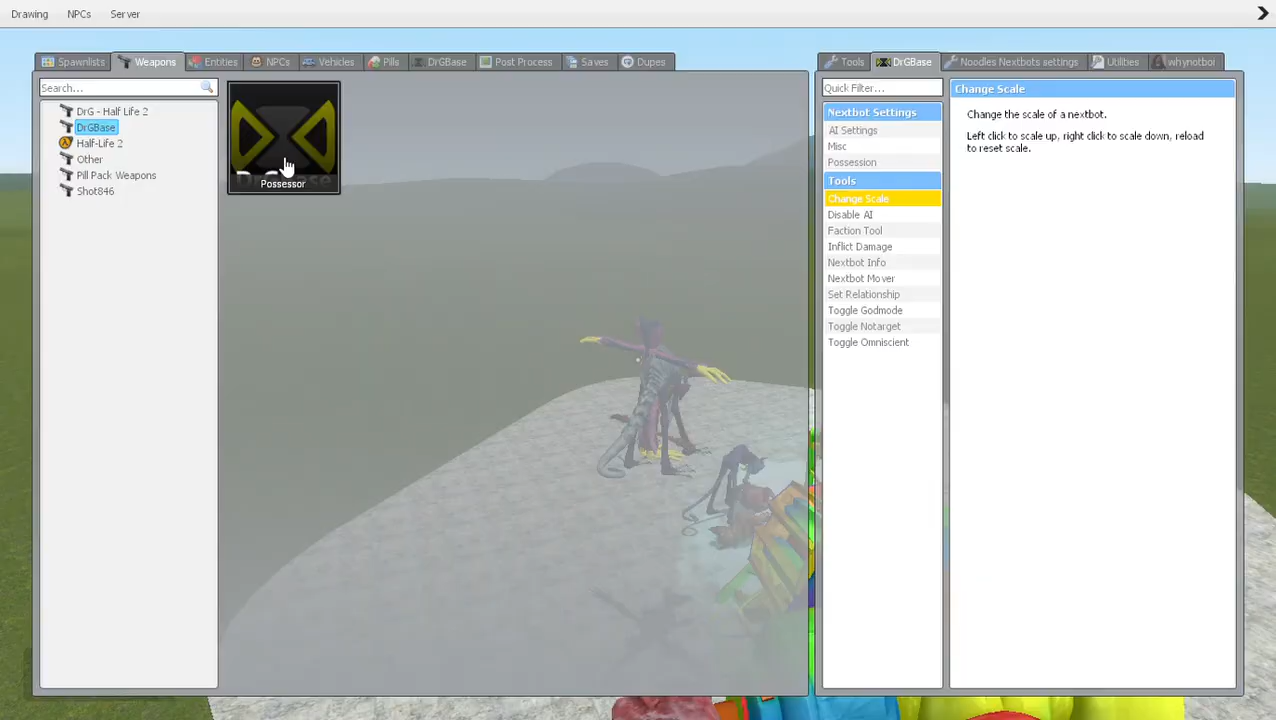 Drawing NPCs Server
Spawnlists Weapons Entities NPCs Vehicles Pills DrGBase Post Process Saves Dupes
Search...
DrG - Half Life 2
DrGBase
Half-Life 2
Other
Pill Pack Weapons
Shot846
Possessor
Tools DrGBase Noodles Nextbots settings Utilities whynotboi
Quick Filter...
Nextbot Settings
AI Settings
Misc
Possession
Tools
Change Scale
Disable AI
Faction Tool
Inflict Damage
Nextbot Info
Nextbot Mover
Set Relationship
Toggle Godmode
Toggle Notarget
Toggle Omniscient
Change Scale
Change the scale of a nextbot.
Left click to scale up, right click to scale down, reload
to reset scale.